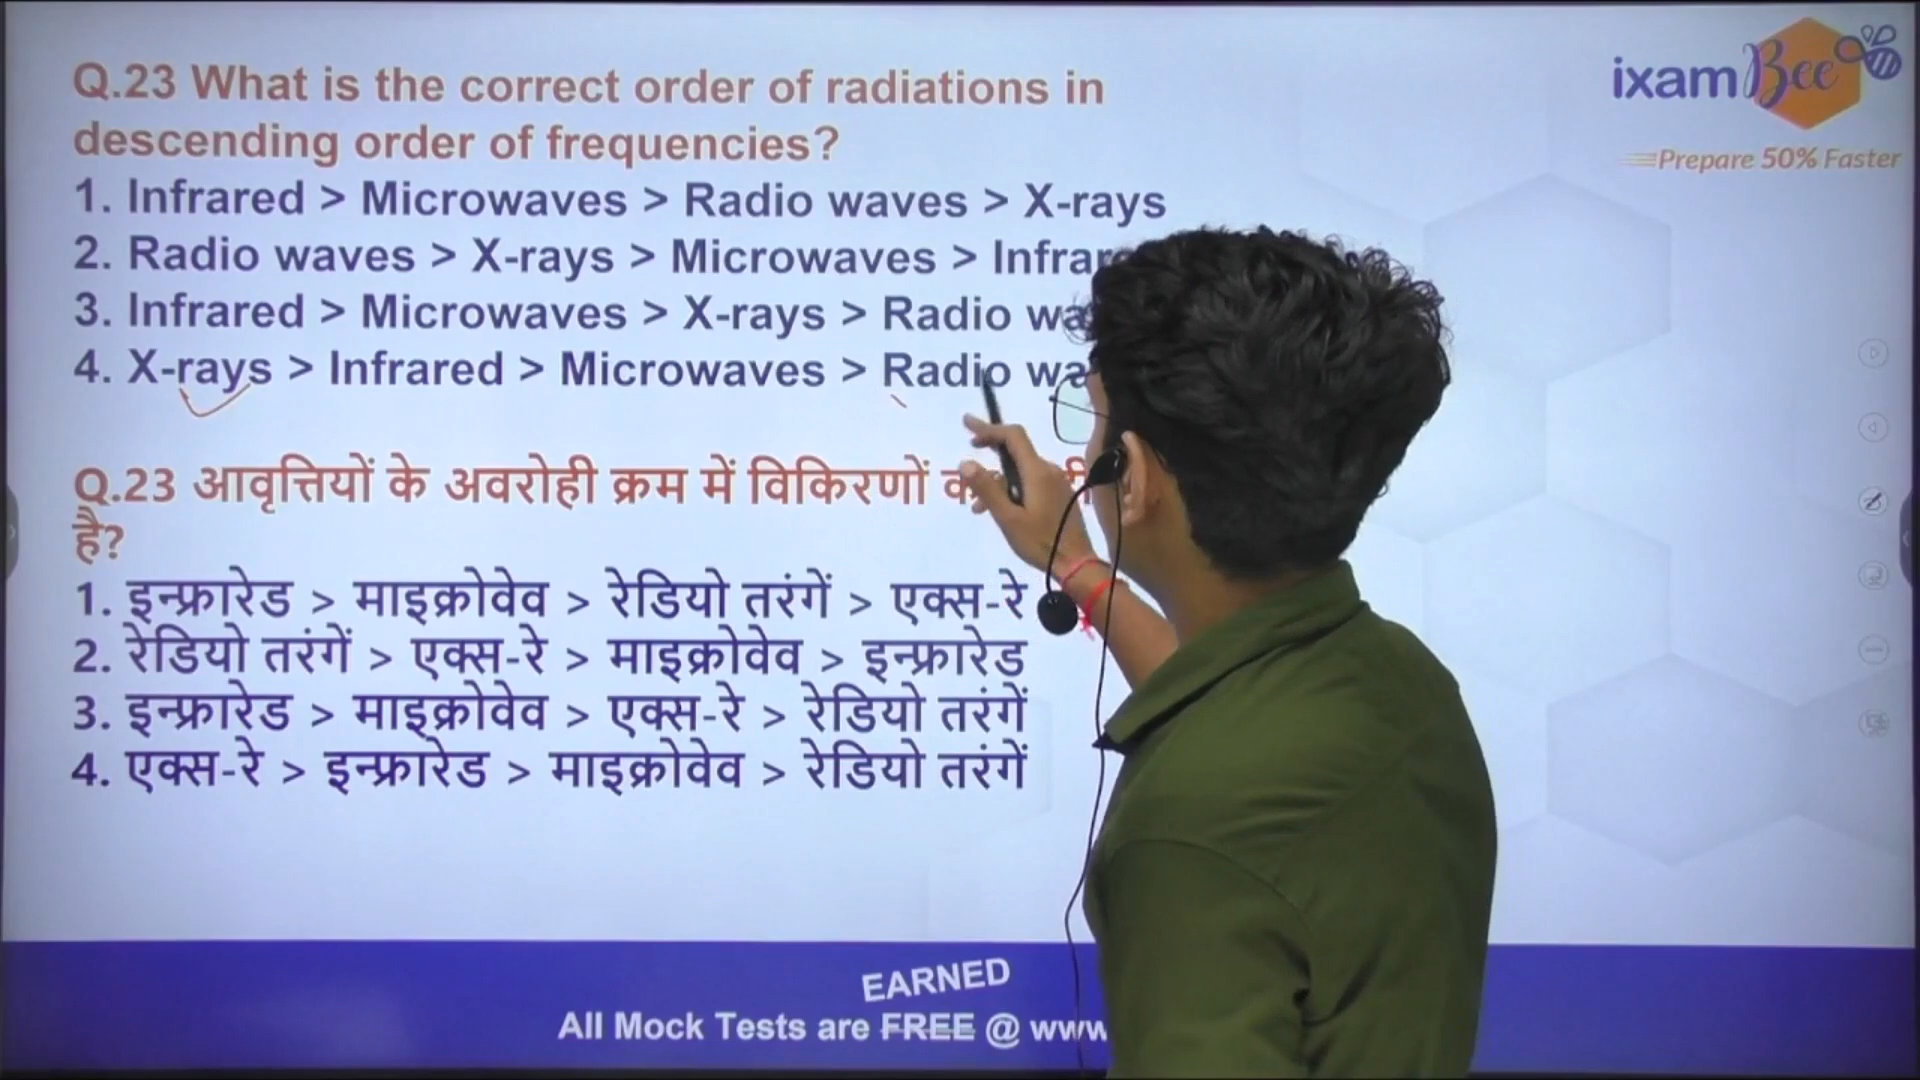 Q.23 What is the correct order of radiations in
descending order of frequencies?
1. Infrared > Microwaves > Radio waves > X-rays
2. Radio waves > X-rays > Microwaves >
3. Infrared > Microwaves > X-rays > Radio
4. X-rays > Infrared > Microwaves > Radio
Q.23 आवृत्तियों के अवरोही क्रम में विकिरणों
है?
1. इन्फ्रारेड > माइक्रोवेव > रेडियो तरंगें > एक्स-रे
2. रेडियो तरंगें > एक्स-रे > माइक्रोवेव > इन्फ्रारेड
3. इन्फ्रारेड > माइक्रोवेव > एक्स-रे > रेडियो तरंगें
4. एक्स-रे > इन्फ्रारेड > माइक्रोवेव > रेडियो तरंगें
ixamBee
Prepare 50% Faster
EARNED
All Mock Tests are FREE @